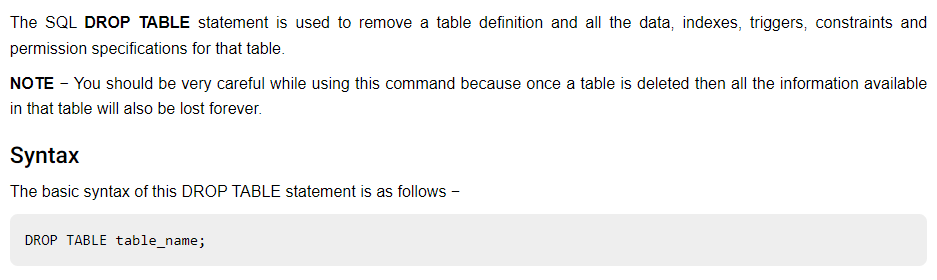 The SQL DROP TABLE statement is used to remove a table definition and all the data, indexes, triggers, constraints and
permission specifications for that table.
NOTE − You should be very careful while using this command because once a table is deleted then all the information available
in that table will also be lost forever.
Syntax
The basic syntax of this DROP TABLE statement is as follows −
DROP TABLE table_name;